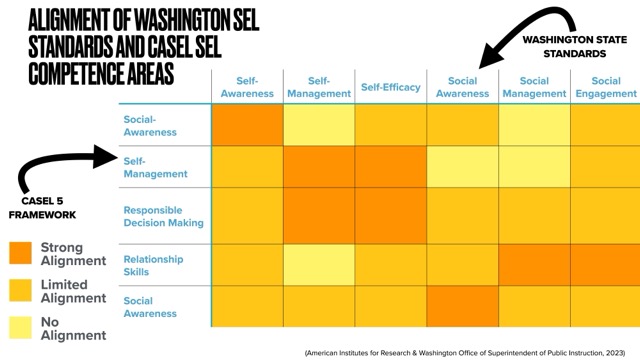 ALIGNMENT OF WASHINGTON SEL
STANDARDS AND CASEL SEL
COMPETENCE AREAS
WASHINGTON STATE
STANDARDS
Self-
Awareness
Self-
Management
Self-Efficacy
Social
Awareness
Social
Management
Social
Engagement
Social-
Awareness
Self-
Management
Responsible
Decision Making
Relationship
Skills
Social
Awareness
CASEL 5
FRAMEWORK
Strong
Alignment
Limited
Alignment
No
Alignment
(American Institutes for Research & Washington Office of Superintendent of Public Instruction, 2023)